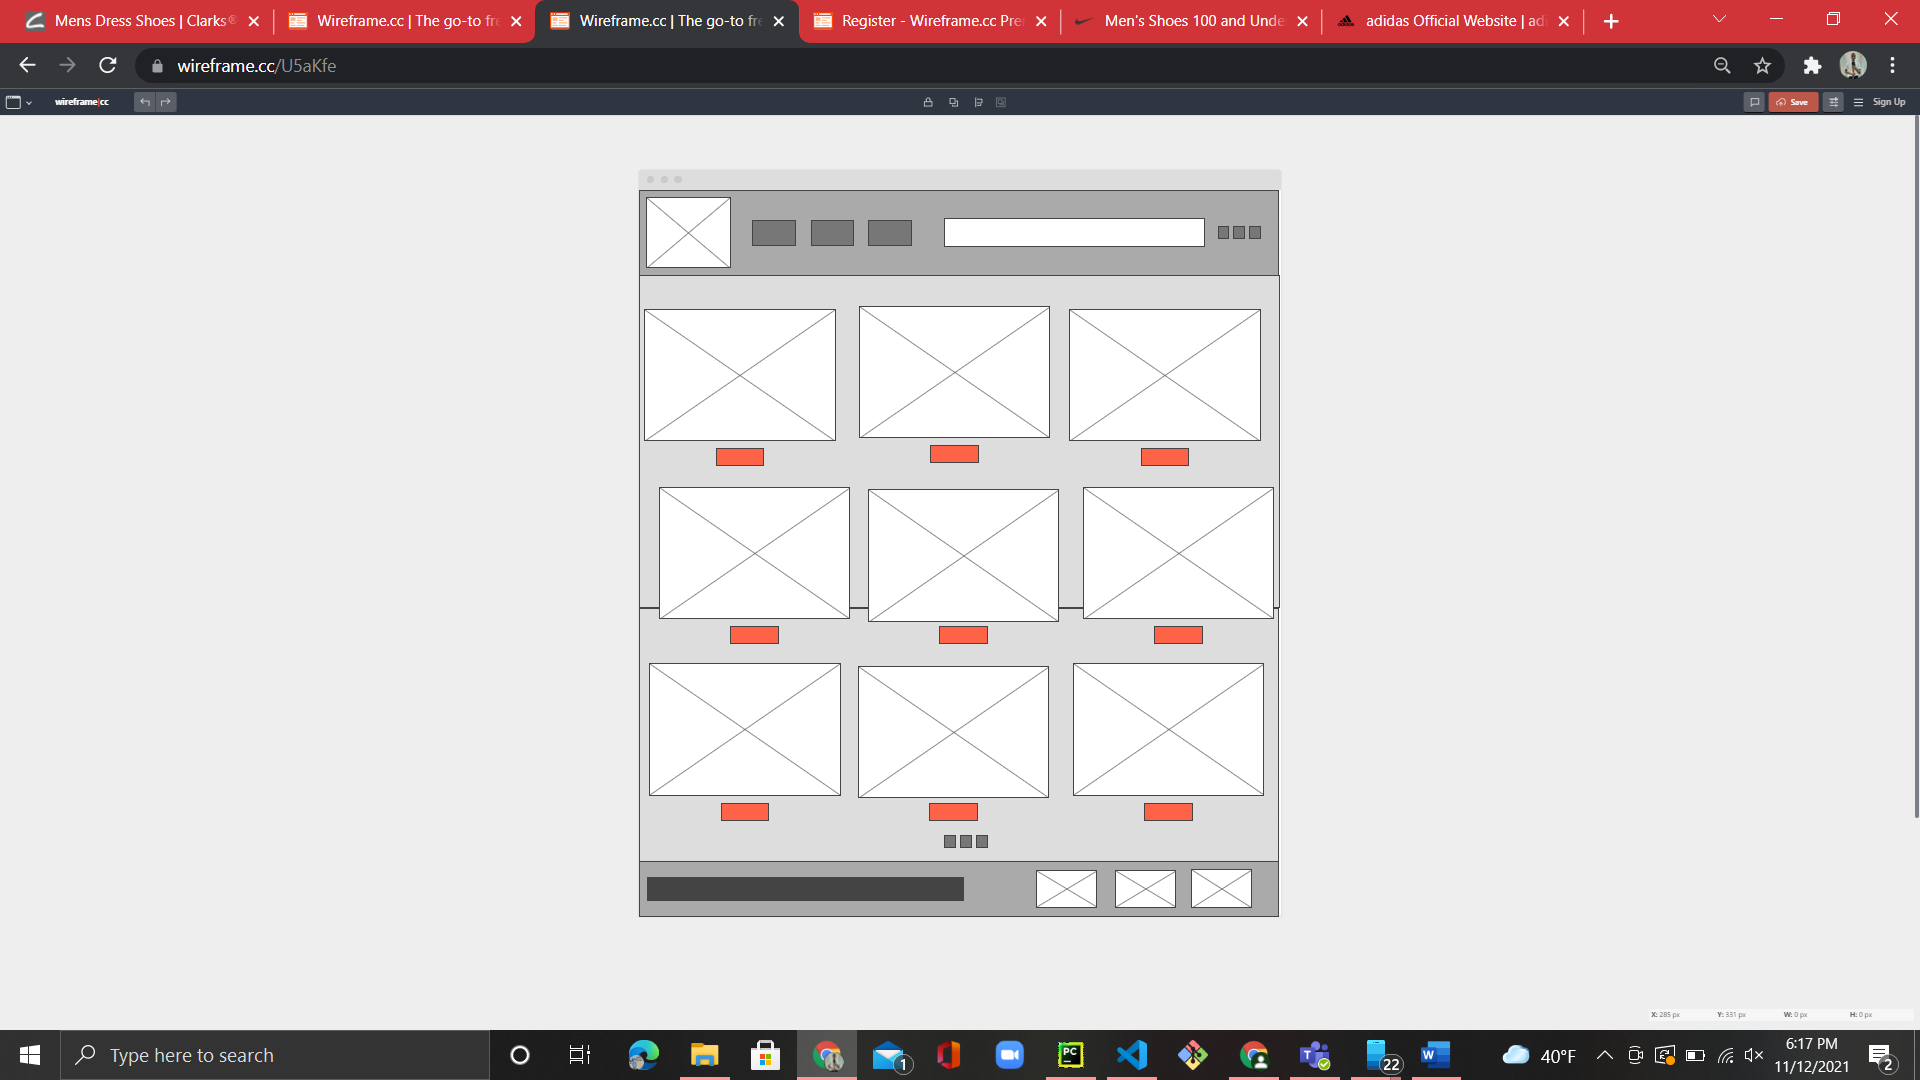 Mens Dress Shoes | Clarks®
Wireframe.cc | The go-to fre
Wireframe.cc | The go-to fre
Register - Wireframe.cc Pre
Men's Shoes 100 and Unde
adidas Official Website | adi
wireframe.cc/U5aKfe
wireframe|cc
Save
Sign Up
X: 285 px Y: 331 px W: 0 px H: 0 px
Type here to search
1
PC
22
W
40°F
6:17 PM
11/12/2021
2